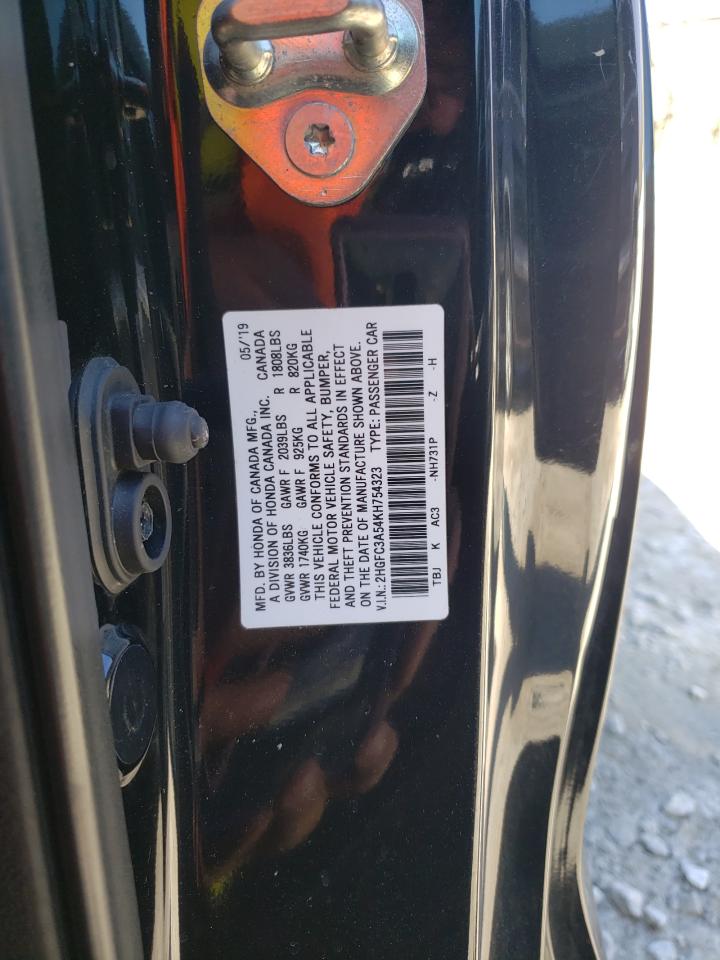 MFD. BY HONDA OF CANADA MFG., 05/'19
A DIVISION OF HONDA CANADA INC. CANADA
GVWR 3836LBS GAWR F 2039LBS R 1808LBS
GVWR 1740KG GAWR F 925KG R 820KG
THIS VEHICLE CONFORMS TO ALL APPLICABLE
FEDERAL MOTOR VEHICLE SAFETY, BUMPER,
AND THEFT PREVENTION STANDARDS IN EFFECT
ON THE DATE OF MANUFACTURE SHOWN ABOVE.
V.I.N.: 2HGFC3A54KH754323 TYPE: PASSENGER CAR
TBJ K AC3 -NH731P -Z -H